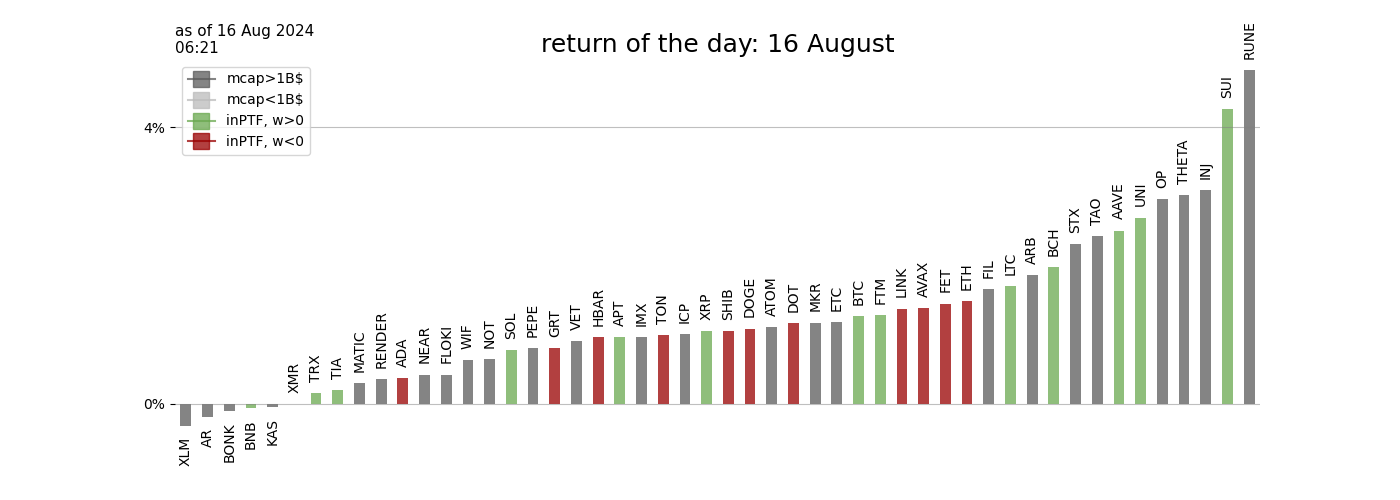 as of 16 Aug 2024
06:21
return of the day: 16 August
mcap>1B$
mcap<1B$
inPTF, w>0
inPTF, w<0
4%
0%
XLM
AR
BONK
BNB
KAS
XMR
TRX
TIA
MATIC
RENDER
ADA
NEAR
FLOKI
WIF
NOT
SOL
PEPE
GRT
VET
HBAR
APT
IMX
TON
ICP
XRP
SHIB
DOGE
ATOM
DOT
MKR
ETC
BTC
FTM
LINK
AVAX
FET
ETH
FIL
LTC
ARB
BCH
STX
TAO
AAVE
UNI
OP
THETA
INJ
SUI
RUNE